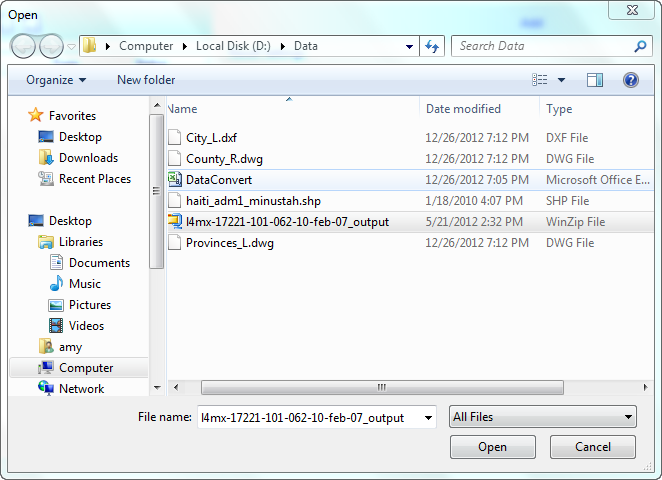 Open
Computer ▸ Local Disk (D:) ▸ Data
Search Data
Organize New folder
Name Date modified Type
Favorites
Desktop
Downloads
Recent Places
Desktop
Libraries
Documents
Music
Pictures
Videos
amy
Computer
Network
City_L.dxf 12/26/2012 7:12 PM DXF File
County_R.dwg 12/26/2012 7:12 PM DWG File
DataConvert 12/26/2012 7:05 PM Microsoft Office E...
haiti_adm1_minustah.shp 1/18/2010 4:07 PM SHP File
l4mx-17221-101-062-10-feb-07_output 5/21/2012 2:32 PM WinZip File
Provinces_L.dwg 12/26/2012 7:12 PM DWG File
File name: l4mx-17221-101-062-10-feb-07_output All Files
Open Cancel